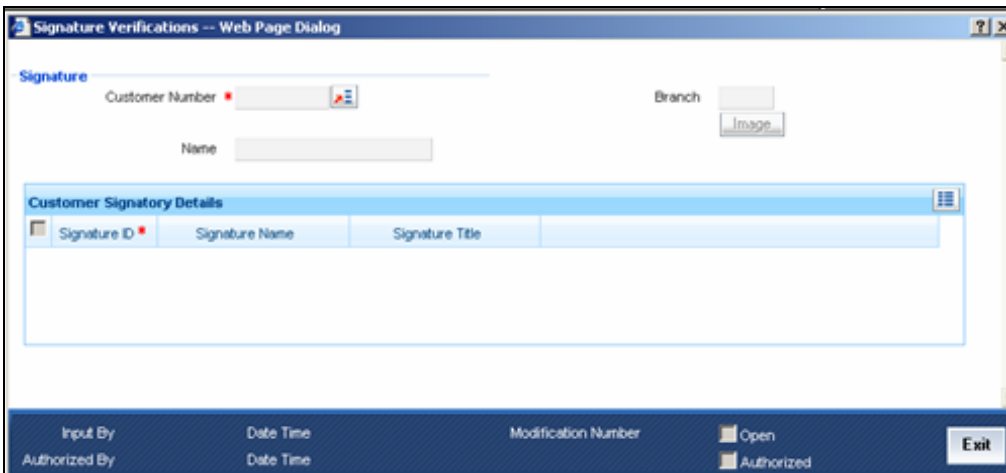 Signature Verifications -- Web Page Dialog
Signature
Customer Number * Branch
Image...
Name
Customer Signatory Details
Signature ID * Signature Name Signature Title
Input By Date Time Modification Number Open
Authorized By Date Time Authorized
Exit